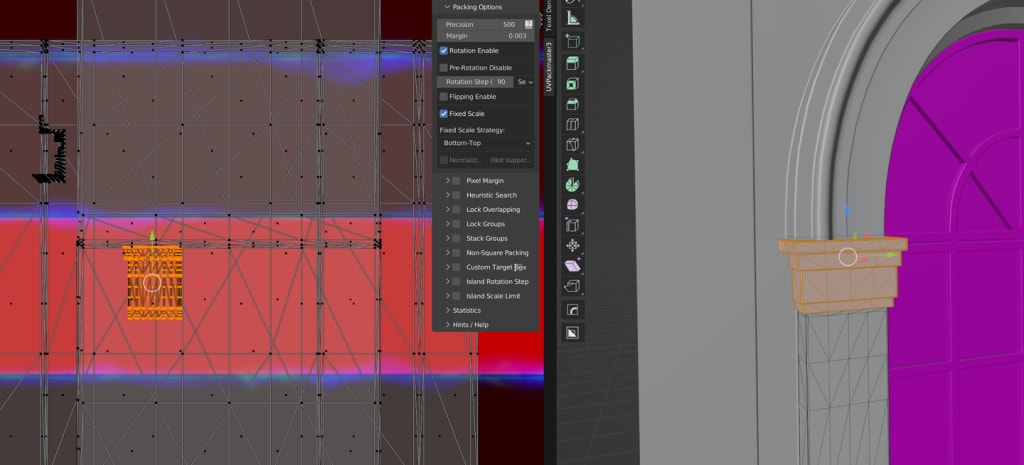 Packing Options
Precision 500
Margin 0.003
Rotation Enable
Pre-Rotation Disable
Rotation Step ( 90 Se
Flipping Enable
Fixed Scale
Fixed Scale Strategy:
Bottom-Top
Normaliz... (Not suppor...
Pixel Margin
Heuristic Search
Lock Overlapping
Lock Groups
Stack Groups
Non-Square Packing
Custom Target Box
Island Rotation Step
Island Scale Limit
Statistics
Hints / Help
Texel Den
UVPackmaster3